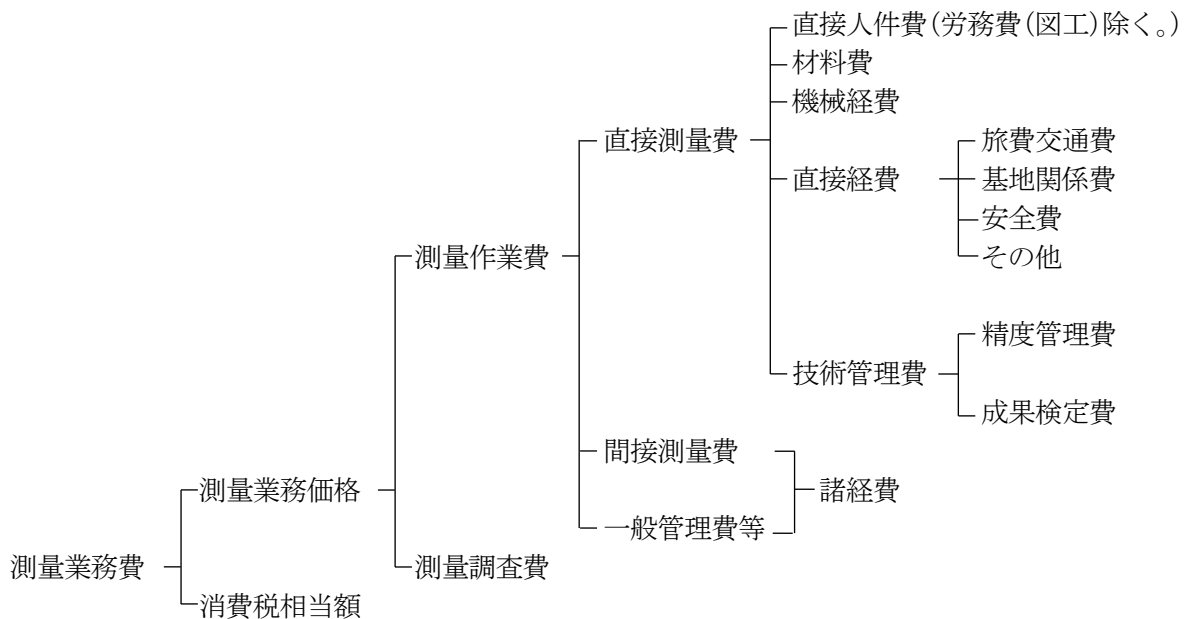 直接人件費(労務費(図工)除く。)
材料費
機械経費
直接測量費
旅費交通費
直接経費
基地関係費
安全費
測量作業費
その他
精度管理費
技術管理費
成果検定費
間接測量費
測量業務価格
諸経費
一般管理費等
測量業務費
測量調査費
消費税相当額